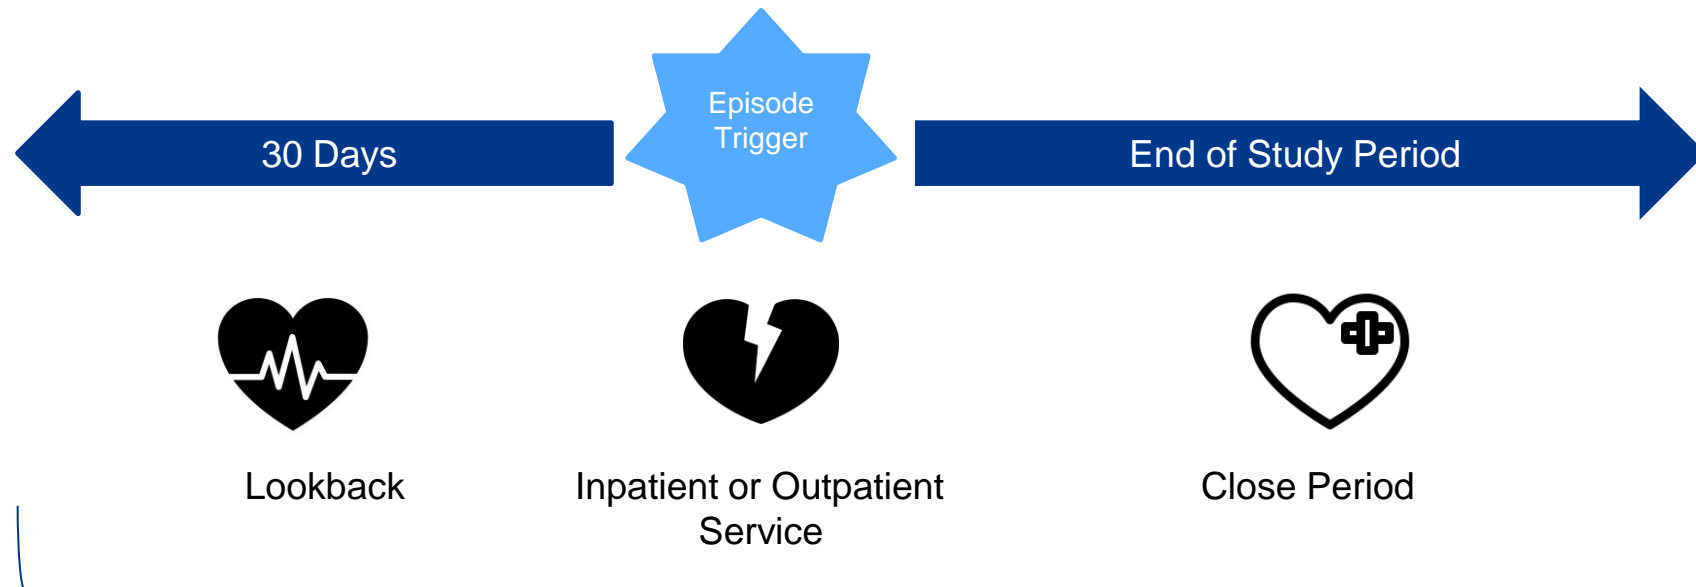 Episode
Trigger
30 Days
End of Study Period
Lookback
Inpatient or Outpatient
Service
Close Period